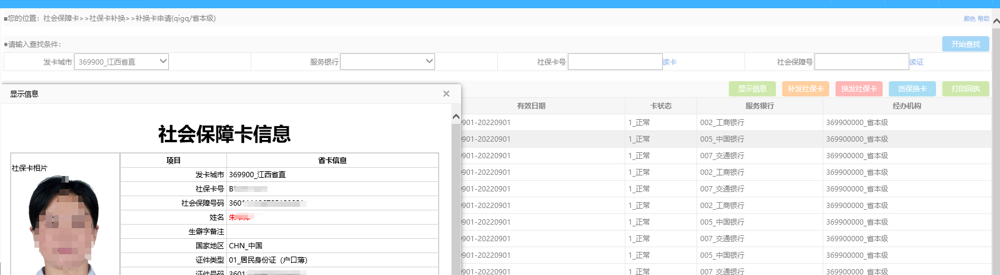 ■您的位置：社会保障卡>>社保卡补换>>补换卡申请(qigq/省本级)
颜色 帮助
●请输入查找条件：
开始查找
发卡城市 369900_江西省直 服务银行 社保卡号 读卡 社会保障号 读证
显示信息 补发社保卡 换发社保卡 质保换卡 打印回执
有效日期 卡状态 服务银行 经办机构
901-20220901 1_正常 002_工商银行 369900000_省本级
901-20220901 1_正常 005_中国银行 369900000_省本级
901-20220901 1_正常 007_交通银行 369900000_省本级
901-20220901 1_正常 002_工商银行 369900000_省本级
901-20220901 1_正常 007_交通银行 369900000_省本级
901-20220901 1_正常 002_工商银行 369900000_省本级
901-20220901 1_正常 005_中国银行 369900000_省本级
901-20220901 1_正常 007_交通银行 369900000_省本级
901-20220901 1_正常 005_中国银行 369900000_省本级
901-20220901 1_正常 007_交通银行 369900000_省本级
显示信息
社会保障卡信息
社保卡相片
项目 省卡信息
发卡城市 369900_江西省直
社保卡号 B
社会保障号码 3601
姓名 朱
生僻字备注
国家地区 CHN_中国
证件类型 01_居民身份证（户口薄）
证件号码 3601